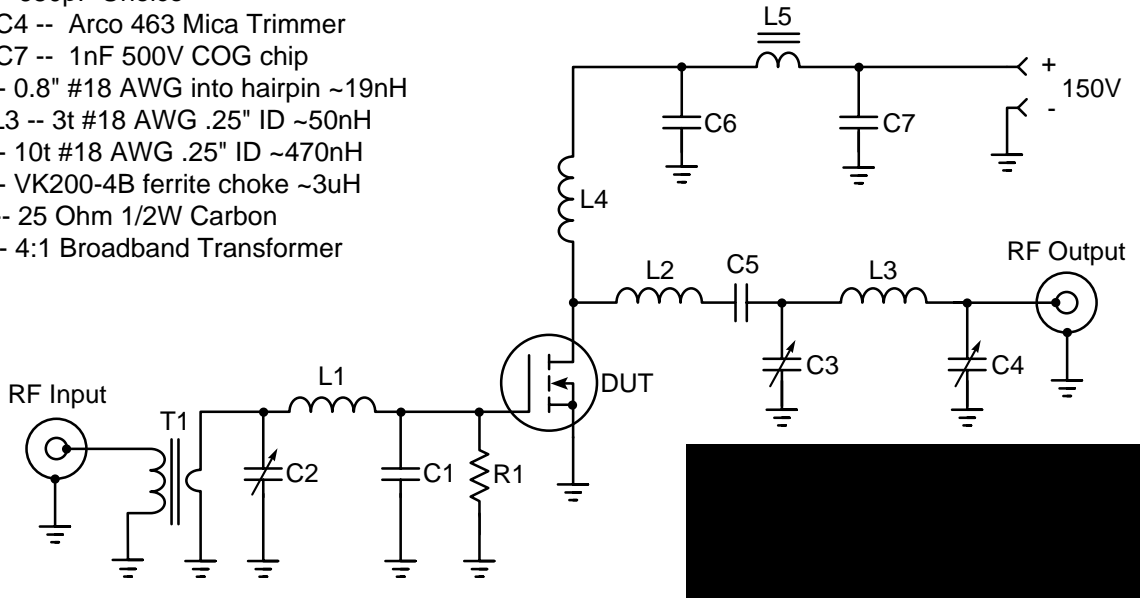 C4 -- Arco 463 Mica Trimmer
C7 -- 1nF 500V COG chip
- 0.8" #18 AWG into hairpin ~19nH
L3 -- 3t #18 AWG .25" ID ~50nH
- 10t #18 AWG .25" ID ~470nH
- VK200-4B ferrite choke ~3uH
-- 25 Ohm 1/2W Carbon
- 4:1 Broadband Transformer
L5
+
150V
-
C6
C7
L4
RF Output
L2
C5
L3
C3
C4
DUT
RF Input
L1
T1
C2
C1
R1